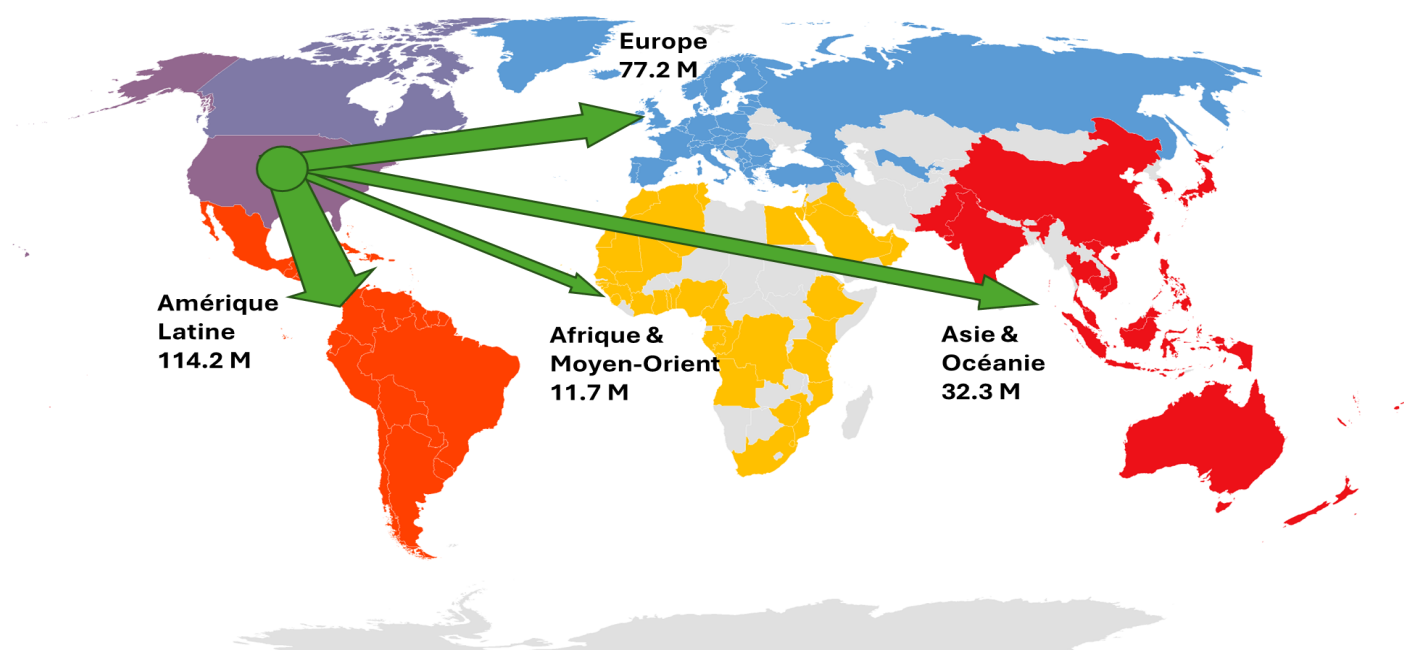 Europe
77.2 M
Amérique
Latine
114.2 M
Afrique &
Moyen-Orient
11.7 M
Asie &
Océanie
32.3 M